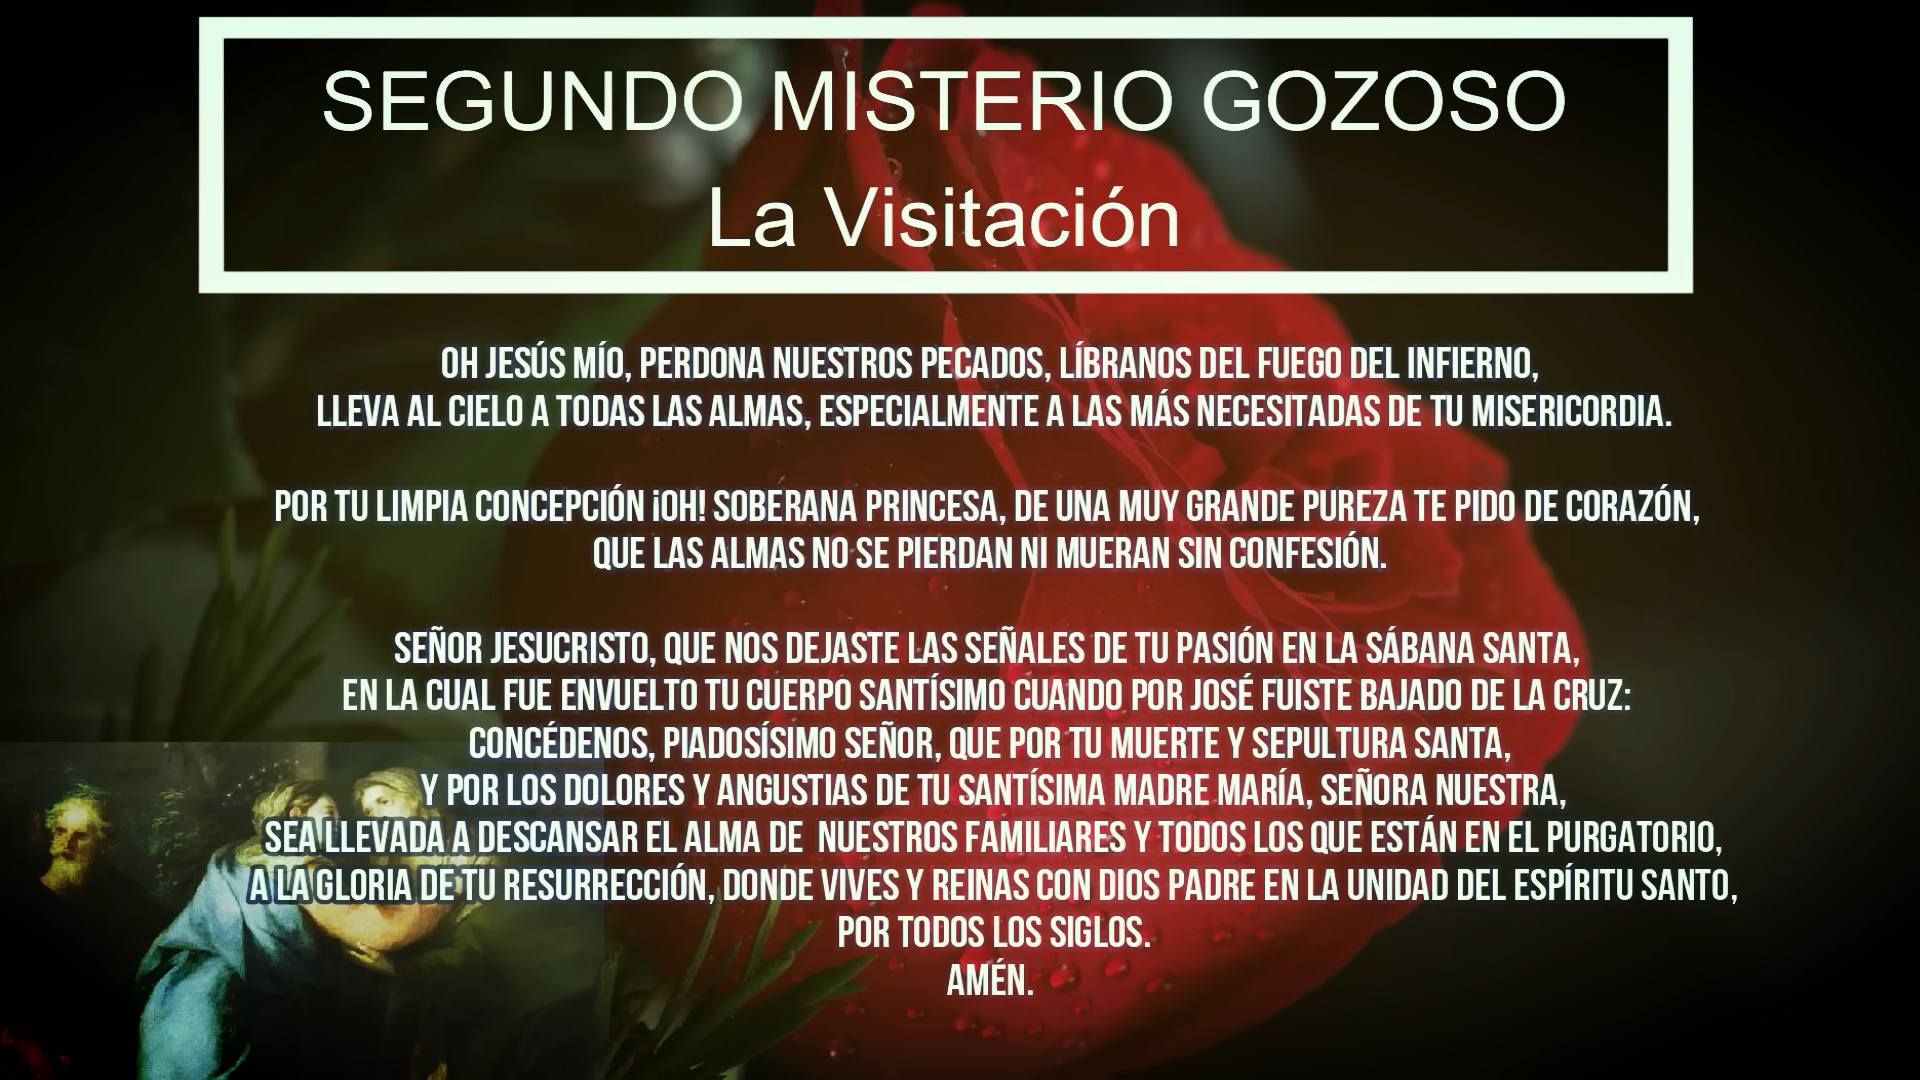 SEGUNDO MISTERIO GOZOSO
La Visitación
OH JESÚS MÍO, PERDONA NUESTROS PECADOS, LÍBRANOS DEL FUEGO DEL INFIERNO,
LLEVA AL CIELO A TODAS LAS ALMAS, ESPECIALMENTE A LAS MÁS NECESITADAS DE TU MISERICORDIA.
POR TU LIMPIA CONCEPCIÓN ¡OH! SOBERANA PRINCESA, DE UNA MUY GRANDE PUREZA TE PIDO DE CORAZÓN,
QUE LAS ALMAS NO SE PIERDAN NI MUERAN SIN CONFESIÓN.
SEÑOR JESUCRISTO, QUE NOS DEJASTE LAS SEÑALES DE TU PASIÓN EN LA SÁBANA SANTA,
EN LA CUAL FUE ENVUELTO TU CUERPO SANTÍSIMO CUANDO POR JOSÉ FUISTE BAJADO DE LA CRUZ:
CONCÉDENOS, PIADOSÍSIMO SEÑOR, QUE POR TU MUERTE Y SEPULTURA SANTA,
Y POR LOS DOLORES Y ANGUSTIAS DE TU SANTÍSIMA MADRE MARÍA, SEÑORA NUESTRA,
SEA LLEVADA A DESCANSAR EL ALMA DE  NUESTROS FAMILIARES Y TODOS LOS QUE ESTÁN EN EL PURGATORIO,
A LA GLORIA DE TU RESURRECCIÓN, DONDE VIVES Y REINAS CON DIOS PADRE EN LA UNIDAD DEL ESPÍRITU SANTO,
POR TODOS LOS SIGLOS.
AMÉN.